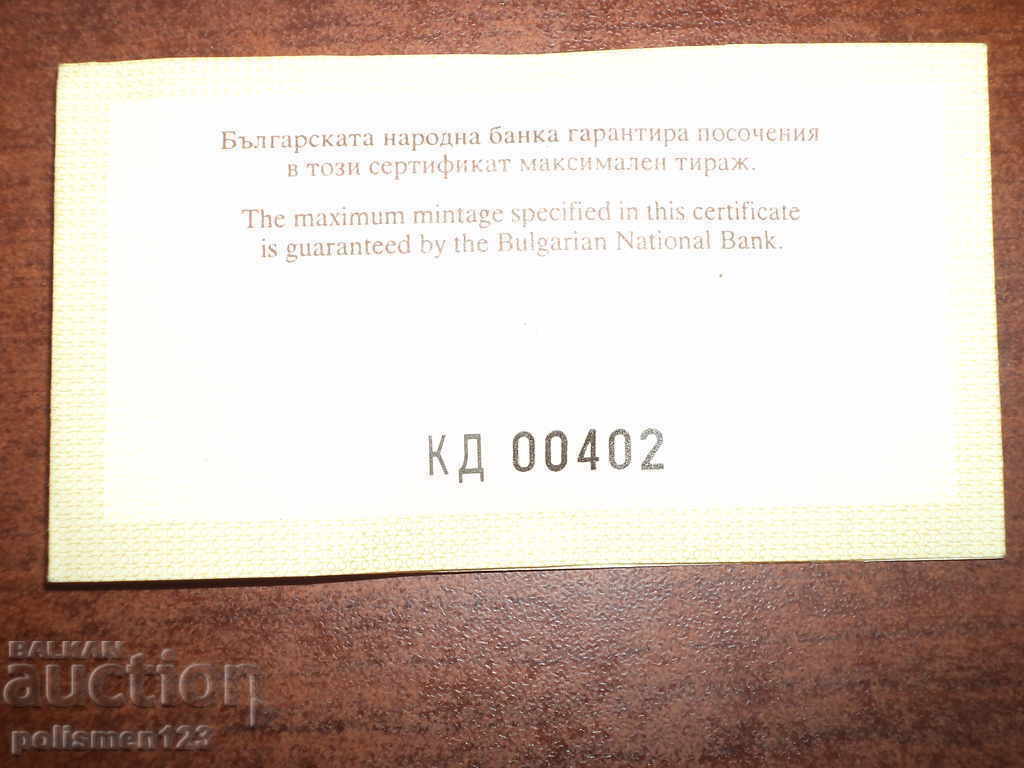 Българската народна банка гарантира посочения
в този сертификат максимален тираж.
The maximum mintage specified in this certificate
is guaranteed by the Bulgarian National Bank.
КД 00402
BALKAN
auction
polismen123